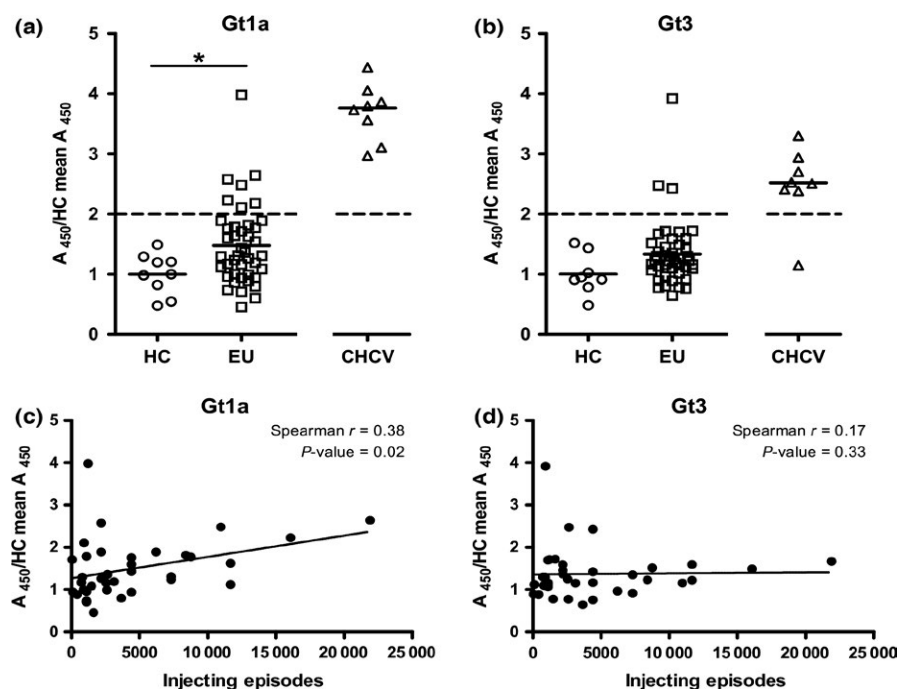 (a)
Gt1a
A 450/HC mean A 450
5
4
3
2
1
0
*
HC
EU
CHCV
(b)
Gt3
A 450/HC mean A 450
5
4
3
2
1
0
HC
EU
CHCV
(c)
Gt1a
A 450/HC mean A 450
5
4
3
2
1
0
Spearman r = 0.38
P-value = 0.02
0 5000 10 000 15 000 20 000 25 000
Injecting episodes
(d)
Gt3
A 450/HC mean A 450
5
4
3
2
1
0
Spearman r = 0.17
P-value = 0.33
0 5000 10 000 15 000 20 000 25 000
Injecting episodes